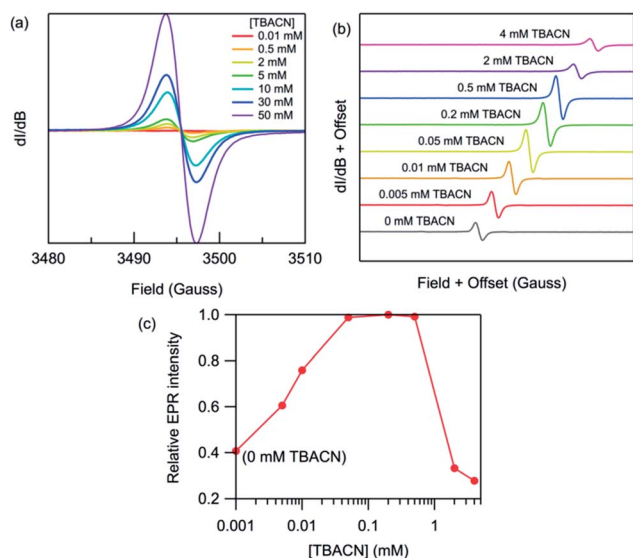 (a)
[TBACN]
0.01 mM
0.5 mM
2 mM
5 mM
10 mM
30 mM
50 mM
dI/dB
3480
3490
3500
3510
Field (Gauss)
(b)
4 mM TBACN
2 mM TBACN
0.5 mM TBACN
0.2 mM TBACN
0.05 mM TBACN
0.01 mM TBACN
0.005 mM TBACN
0 mM TBACN
dI/dB + Offset
Field + Offset (Gauss)
(c)
Relative EPR intensity
1.0
0.8
0.6
0.4
0.2
(0 mM TBACN)
0.001
0.01
0.1
1
[TBACN] (mM)